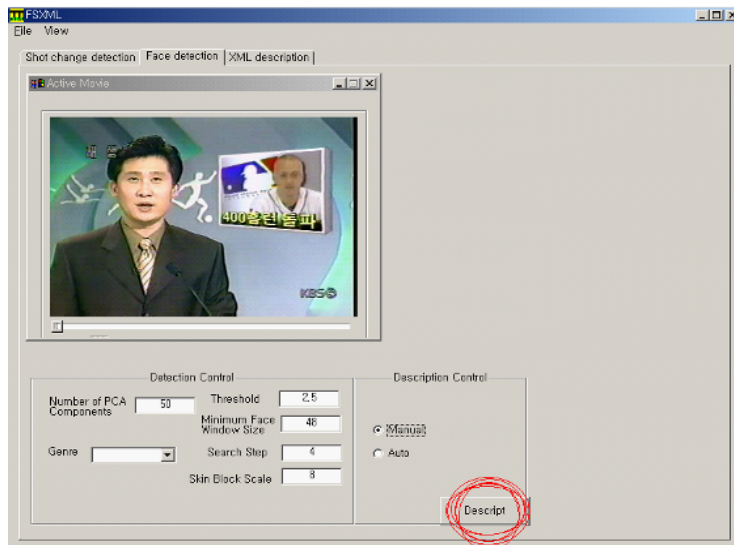 FSXML
File View
Shot change detection Face detection XML description
Active Movie
400홈런 돌파
KBS
Detection Control
Number of PCA Components 50
Threshold 2.5
Minimum Face Window Size 48
Genre
Search Step 4
Skin Block Scale 8
Description Control
Manual
Auto
Descript